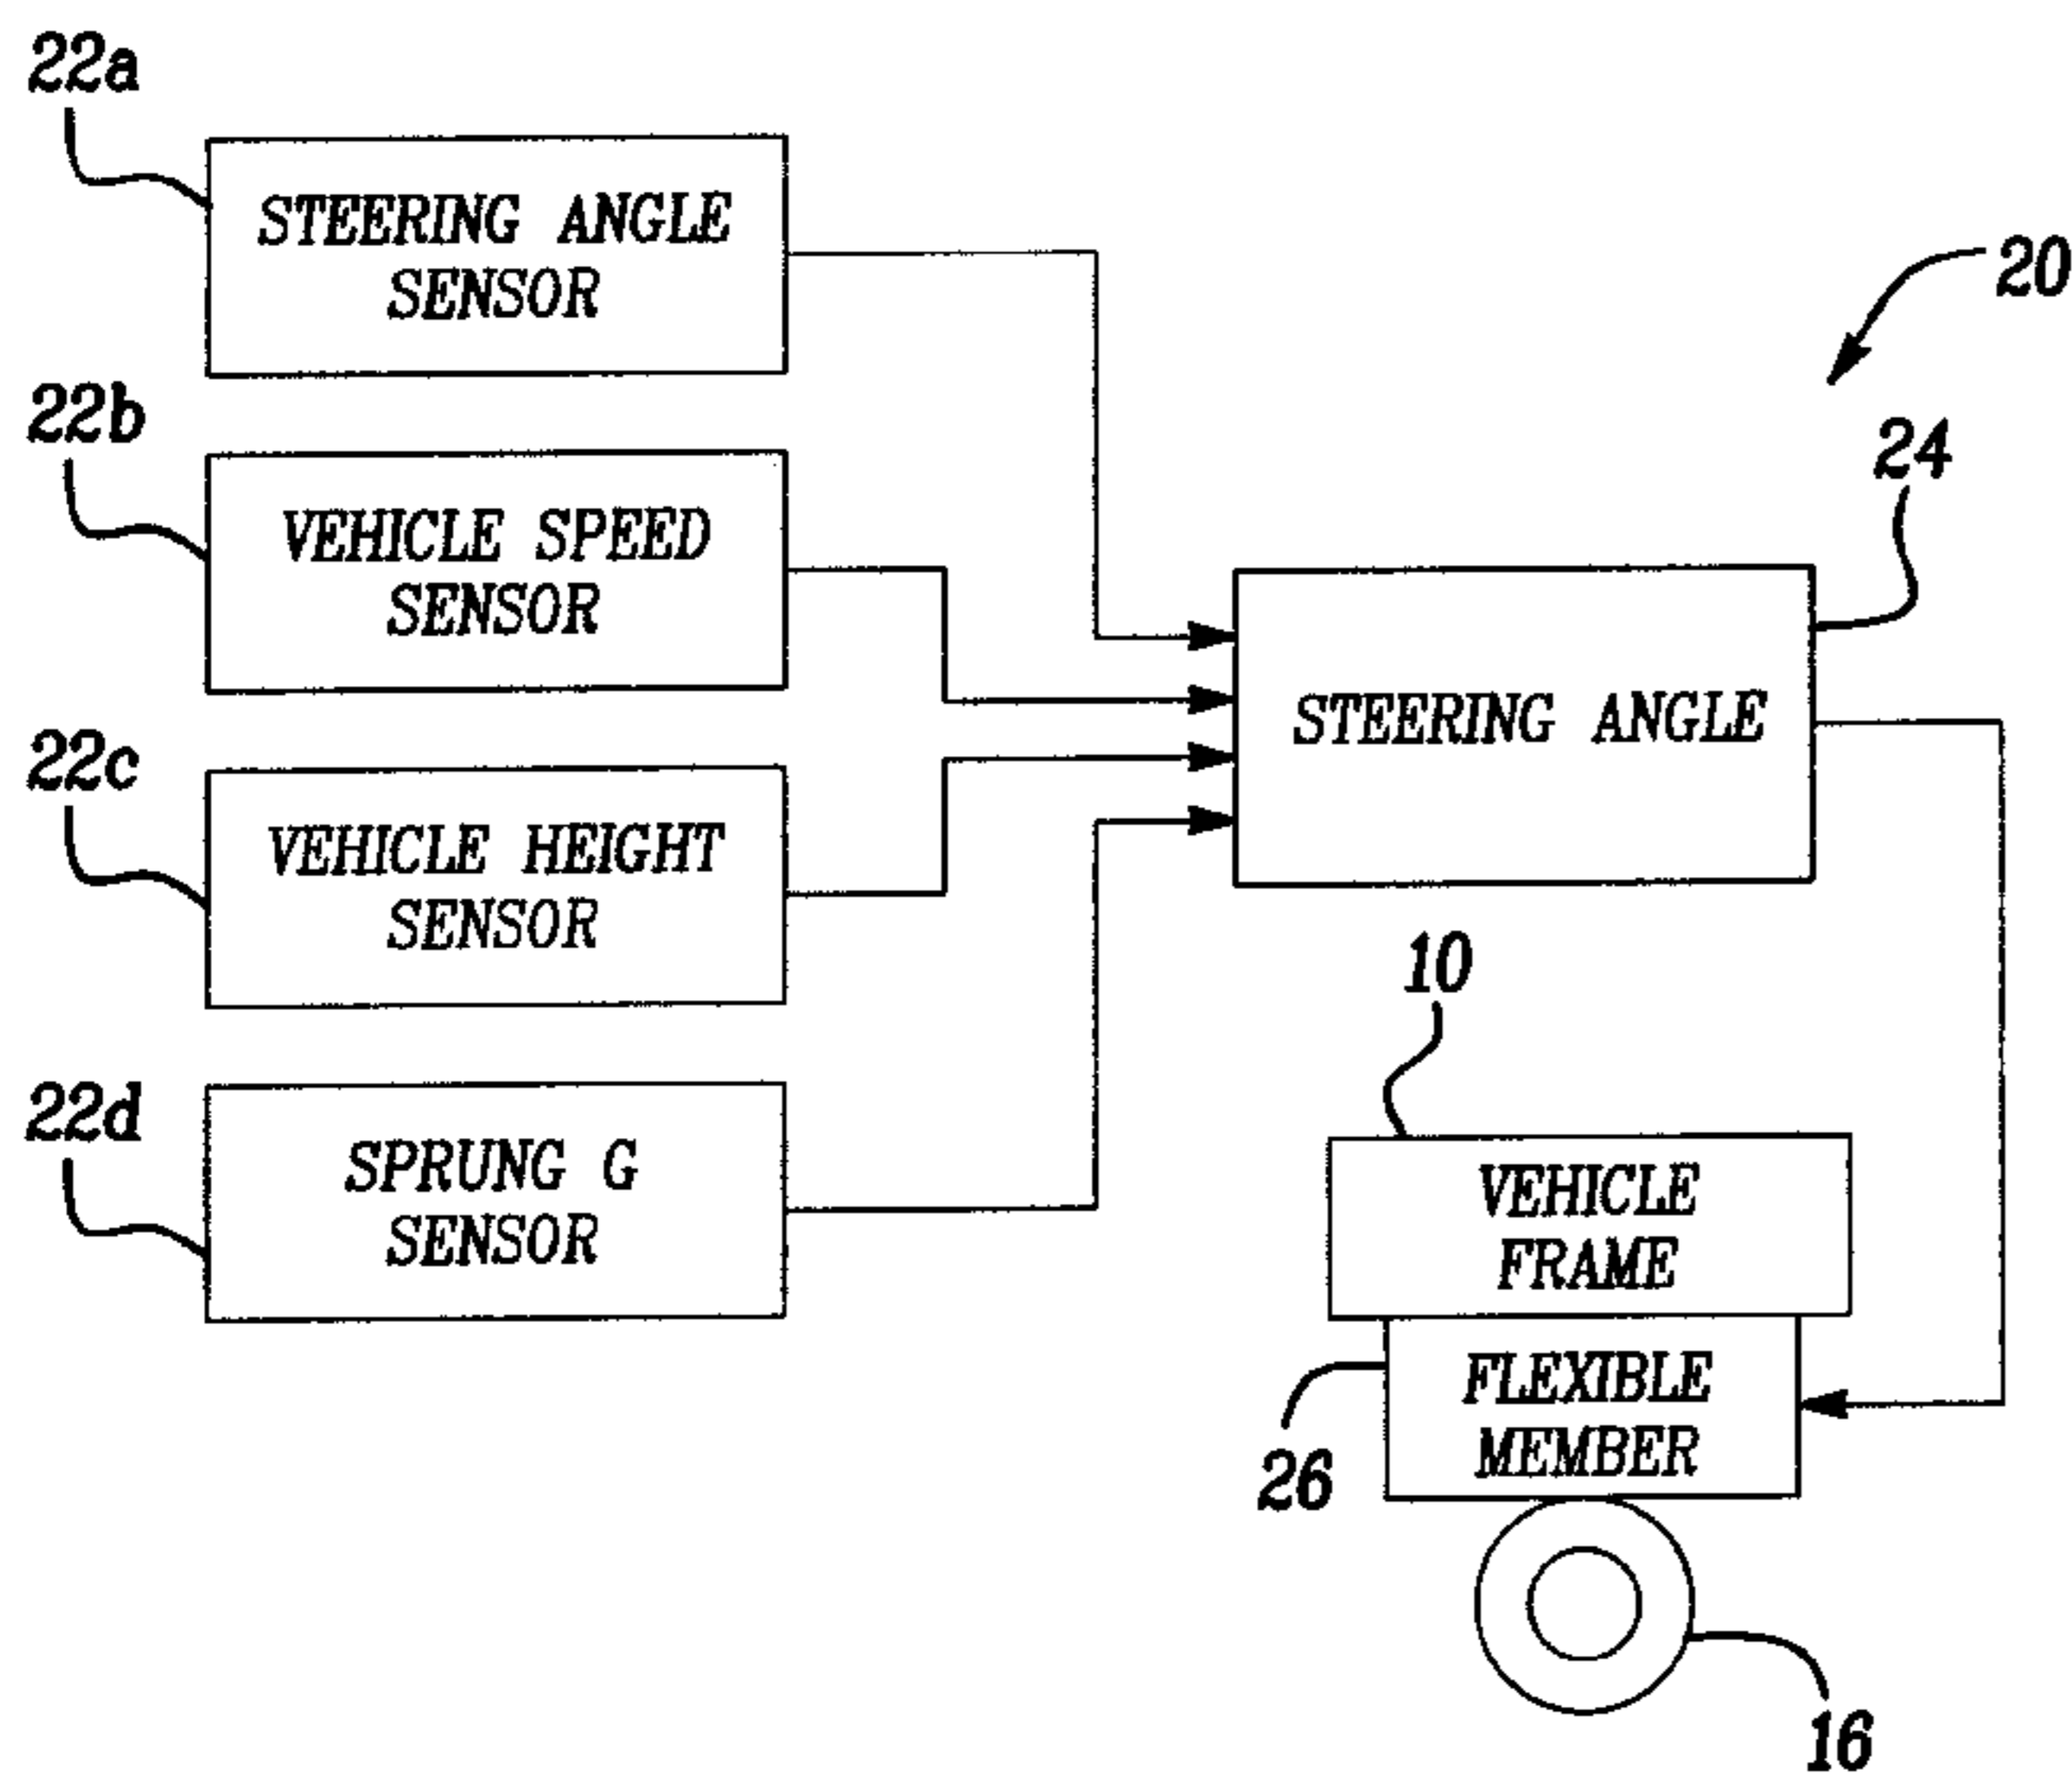 22a
STEERING ANGLE
SENSOR
20
22b
VEHICLE SPEED
SENSOR
24
STEERING ANGLE
22c
VEHICLE HEIGHT
SENSOR
10
22d
SPRUNG G
SENSOR
VEHICLE
FRAME
FLEXIBLE
MEMBER
26
16